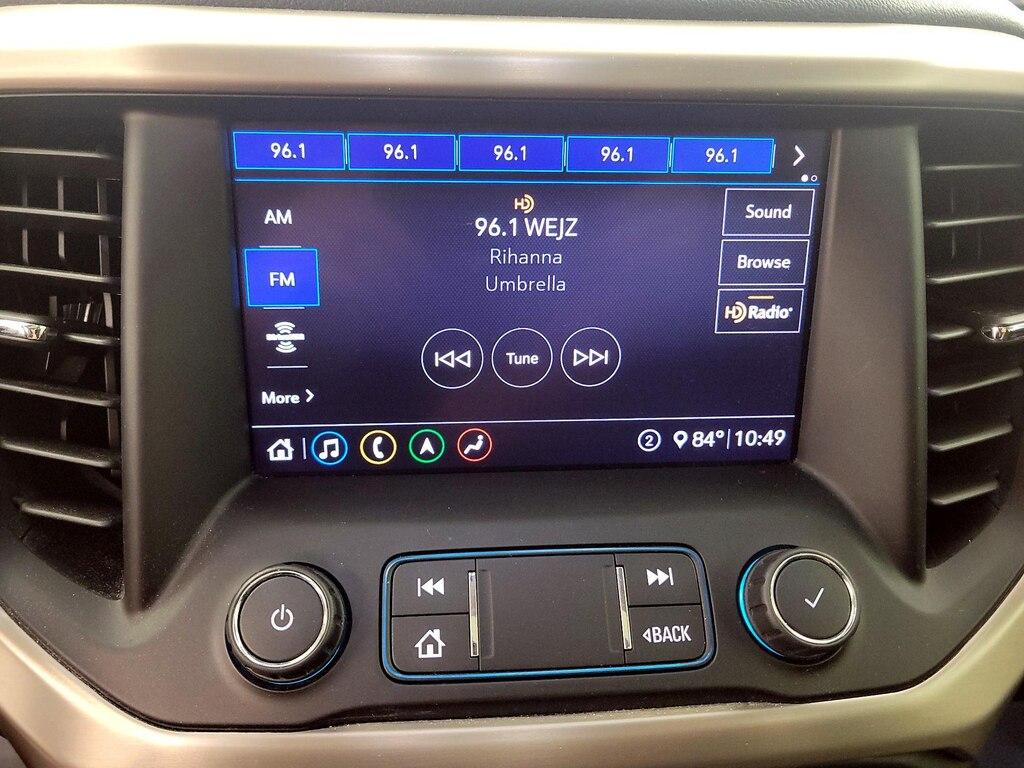 96.1 96.1 96.1 96.1 96.1
AM
FM
More
HD
96.1 WEJZ
Rihanna
Umbrella
Tune
Sound
Browse
HD Radio
2 84° 10:49
BACK